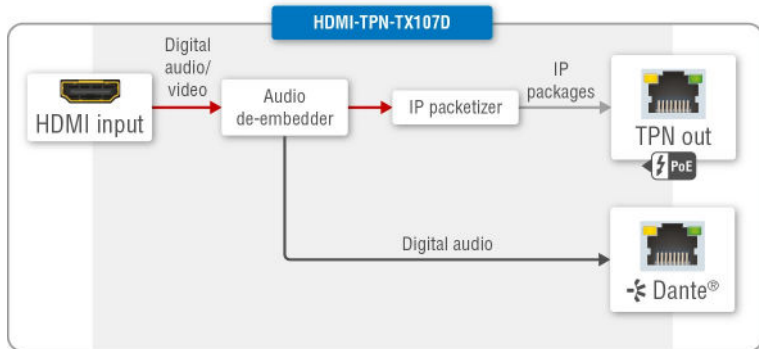 HDMI-TPN-TX107D
Digital
audio/
video
HDMI input
Audio
de-embedder
IP packetizer
IP
packages
TPN out
PoE
Digital audio
Dante®